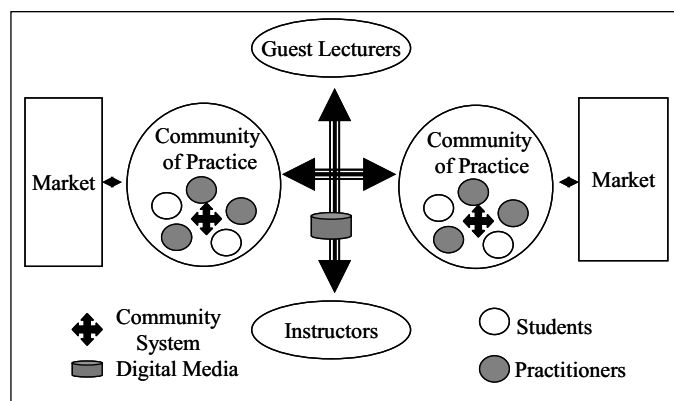 Guest Lecturers
Community
of Practice
Community
of Practice
Market
Market
Instructors
Community
System
Digital Media
Students
Practitioners